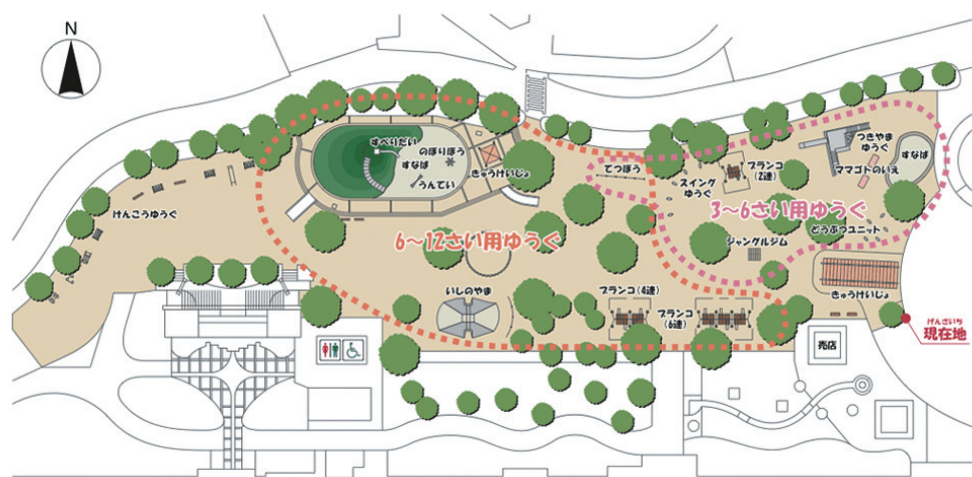 N
すべりだい
のぼりぼう
すなば
うんてい
きゅうけいじょ
けんこうゆうぐ
6～12さい用ゆうぐ
いしのやま
てつぼう
スイング
ゆうぐ
ブランコ
(2連)
つきやま
ゆうぐ
すなば
ママゴトのいえ
3～6さい用ゆうぐ
どうぶつユニット
ジャングルジム
きゅうけいじょ
ブランコ(4連)
ブランコ
(6連)
げんざいち
現在地
売店